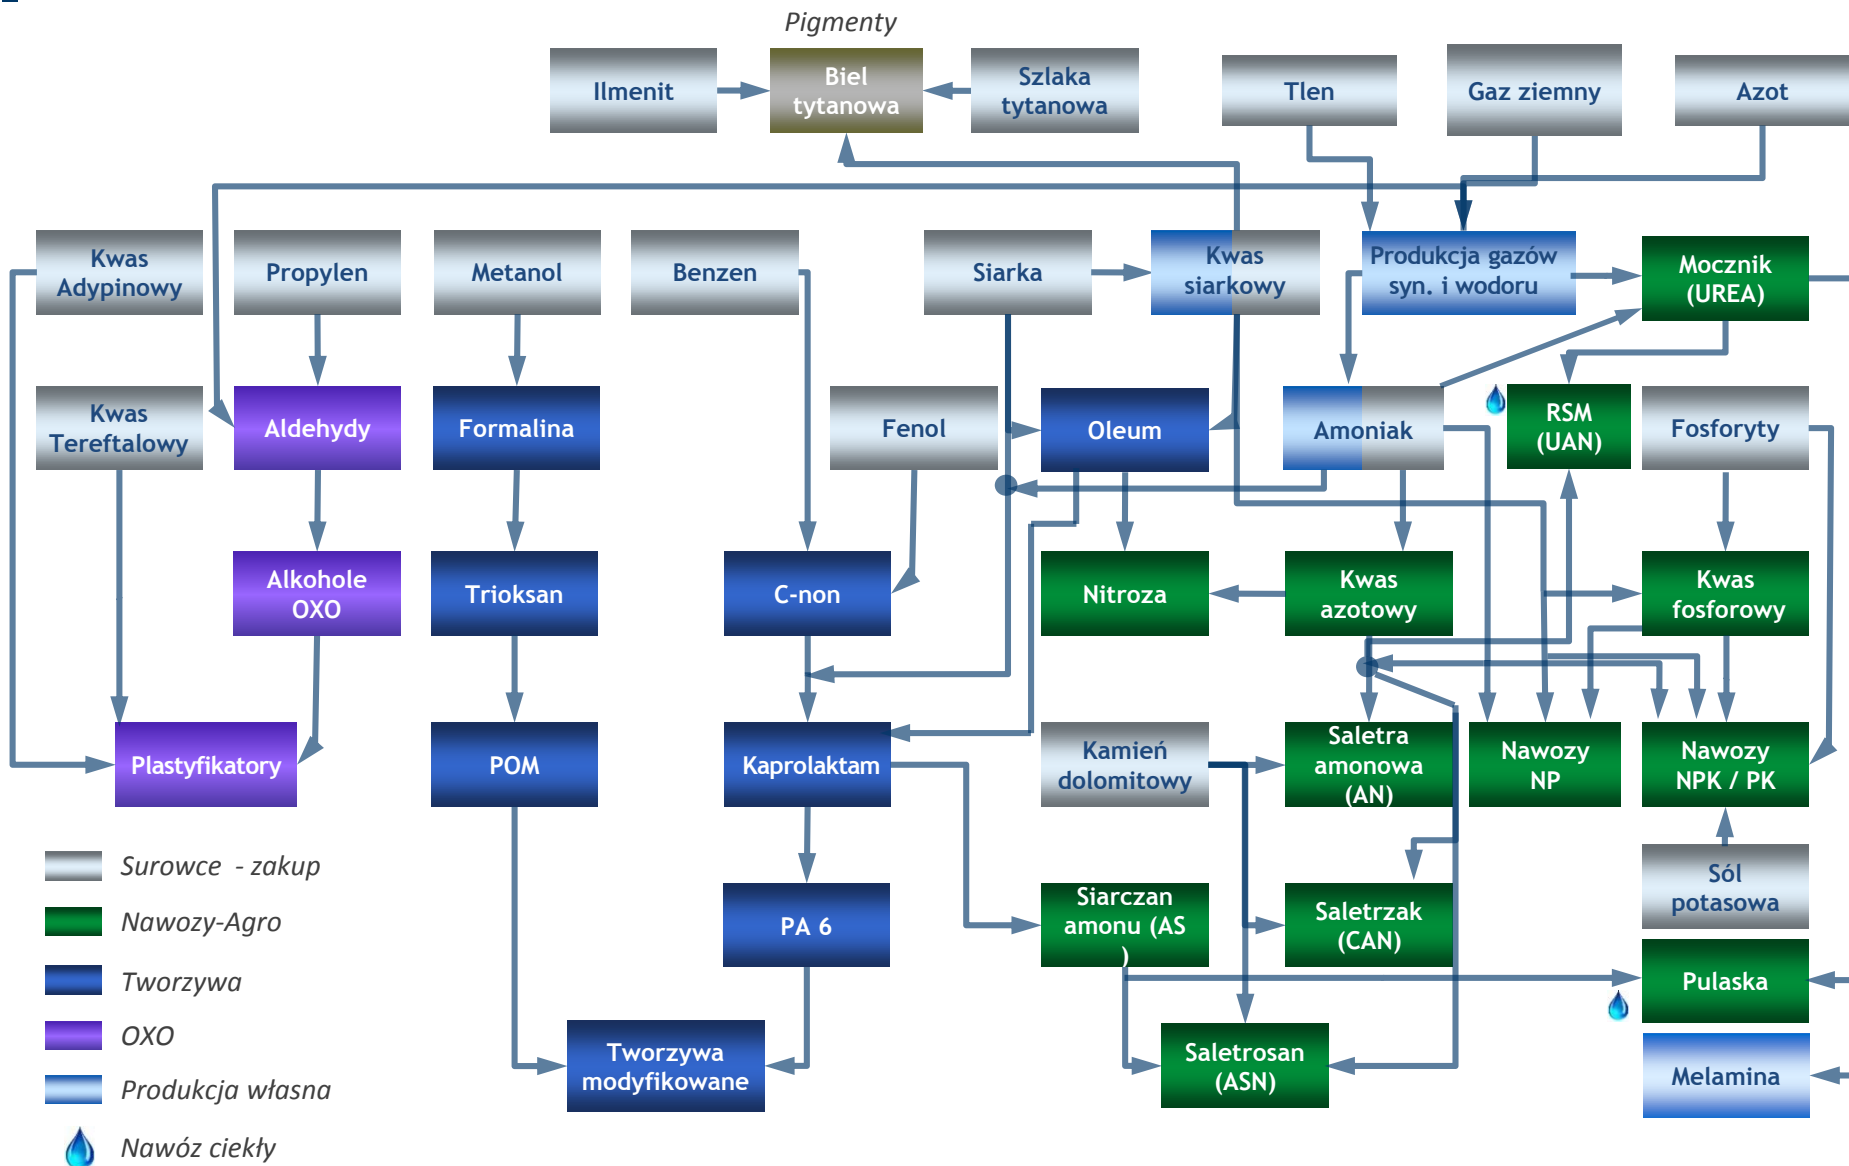 Pigmenty
Ilmenit
Biel
tytanowa
Szlaka
tytanowa
Tlen
Gaz ziemny
Azot
Kwas
Adypinowy
Propylen
Metanol
Benzen
Siarka
Kwas
siarkowy
Produkcja gazów
syn. i wodoru
Mocznik
(UREA)
Kwas
Tereftalowy
Aldehydy
Formalina
Fenol
Oleum
Amoniak
RSM
(UAN)
Fosforyty
Alkohole
OXO
Trioksan
C-non
Nitroza
Kwas
azotowy
Kwas
fosforowy
Plastyfikatory
POM
Kaprolaktam
Kamień
dolomitowy
Saletra
amonowa
(AN)
Nawozy
NP
Nawozy
NPK / PK
Sól
potasowa
PA 6
Siarczan
amonu (AS
)
Saletrzak
(CAN)
Pulaska
Tworzywa
modyfikowane
Saletrosan
(ASN)
Melamina
Surowce - zakup
Nawozy-Agro
Tworzywa
OXO
Produkcja własna
Nawóz ciekły